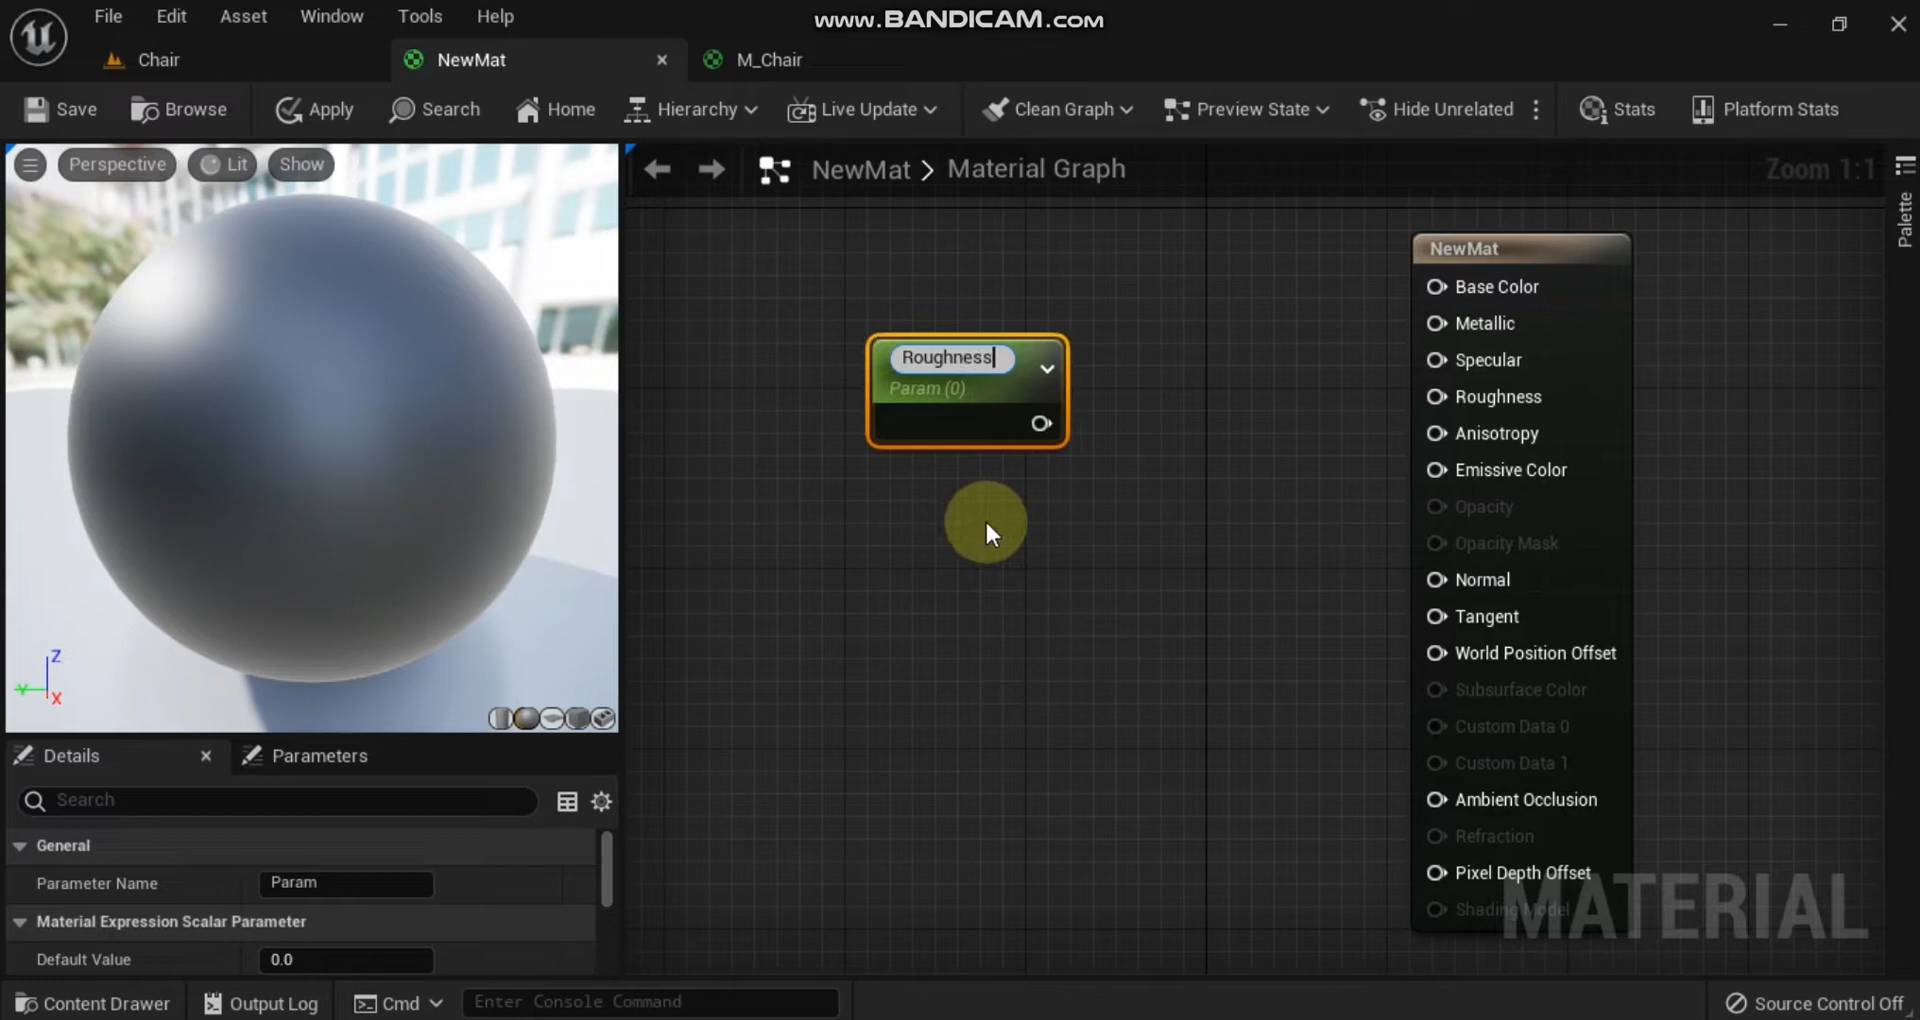 File Edit Asset Window Tools Help
www.BANDICAM.com
Chair
NewMat
M_Chair
Save Browse Apply Search Home Hierarchy Live Update Clean Graph Preview State Hide Unrelated Stats Platform Stats
Perspective Lit Show
NewMat > Material Graph
Zoom 1:1
Palette
Roughness
Param (0)
NewMat
Base Color
Metallic
Specular
Roughness
Anisotropy
Emissive Color
Opacity
Opacity Mask
Normal
Tangent
World Position Offset
Subsurface Color
Custom Data 0
Custom Data 1
Ambient Occlusion
Refraction
Pixel Depth Offset
Shading Model
MATERIAL
Z
Y
X
Details
Parameters
Search
General
Parameter Name Param
Material Expression Scalar Parameter
Default Value 0.0
Content Drawer Output Log Cmd Enter Console Command Source Control Off